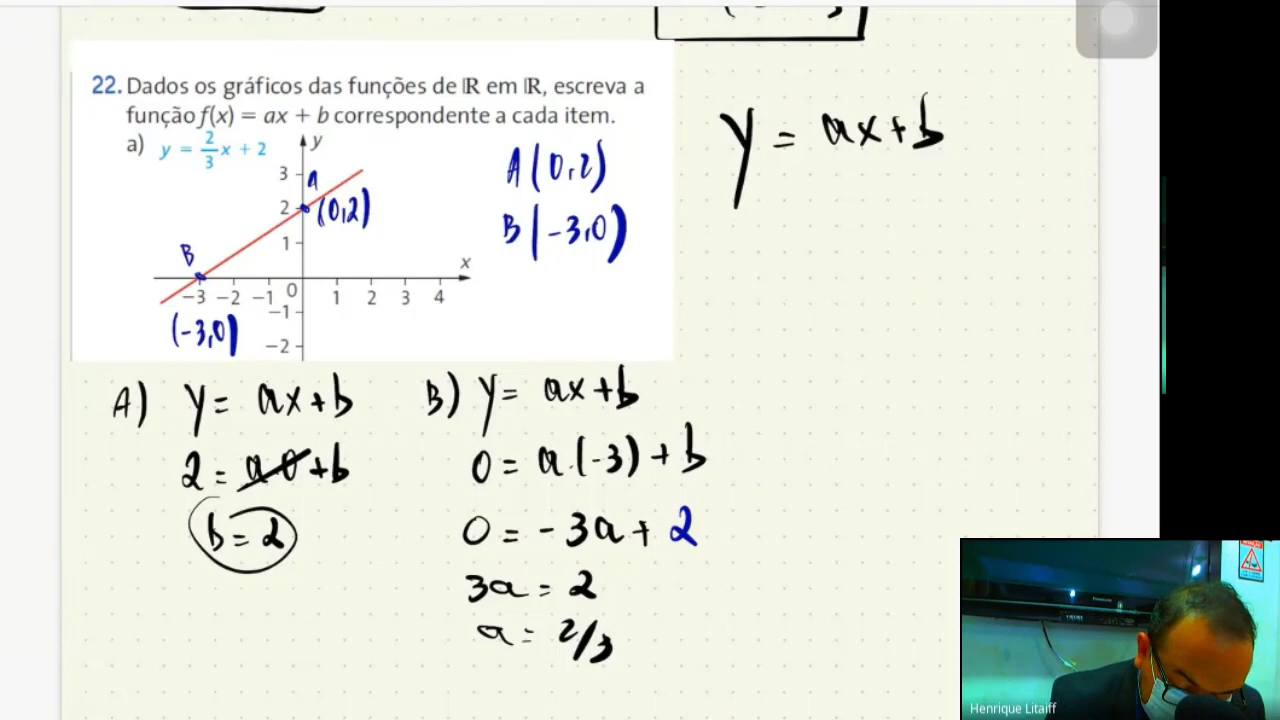 22. Dados os gráficos das funções de ℝ em ℝ, escreva a
função f(x) = ax + b correspondente a cada item.
a) y = 2/3 x + 2
y
3
2
1
-3 -2 -1 0 1 2 3 4
x
-1
-2
A
(0,2)
B
(-3,0)
A(0,2)
B(-3,0)
y = ax+b
A) y = ax+b
2 = a0+b
b = 2
B) y = ax+b
0 = a.(-3)+b
0 = -3a+2
3a = 2
a = 2/3
Henrique Litaiff